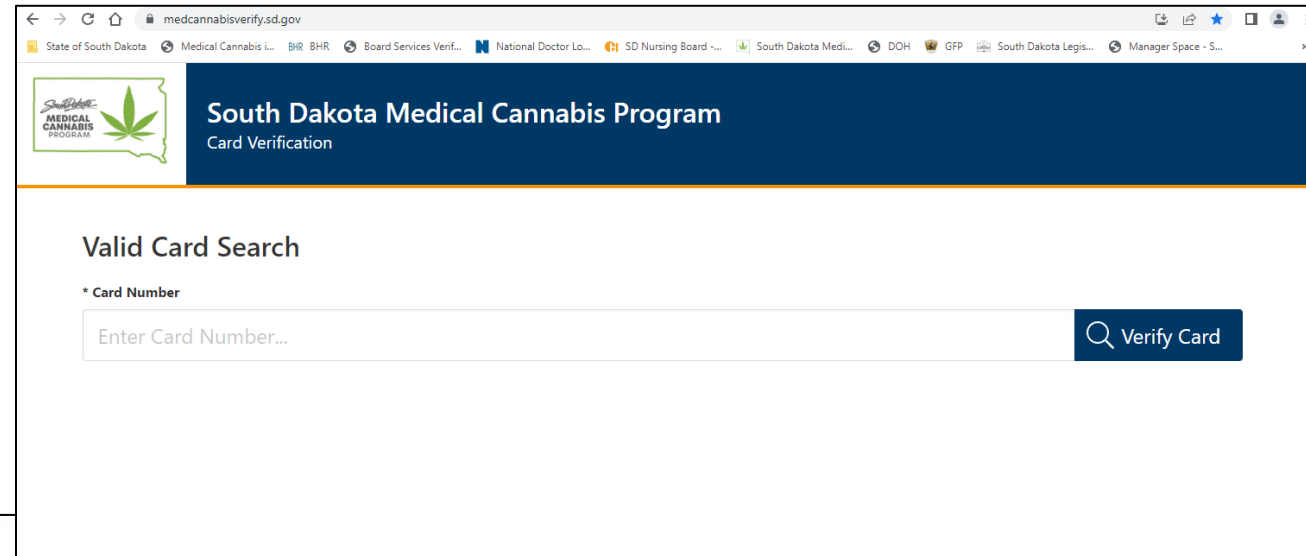 medcannabisverify.sd.gov
State of South Dakota Medical Cannabis i... BHR BHR Board Services Verif... National Doctor Lo... SD Nursing Board -... South Dakota Medi... DOH GFP South Dakota Legis... Manager Space - S...
South Dakota
MEDICAL
CANNABIS
PROGRAM
South Dakota Medical Cannabis Program
Card Verification
Valid Card Search
* Card Number
Enter Card Number...
Verify Card